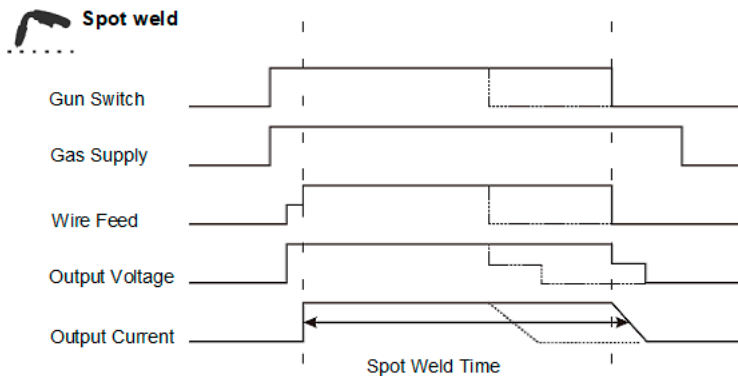 Spot weld
Gun Switch
Gas Supply
Wire Feed
Output Voltage
Output Current
Spot Weld Time